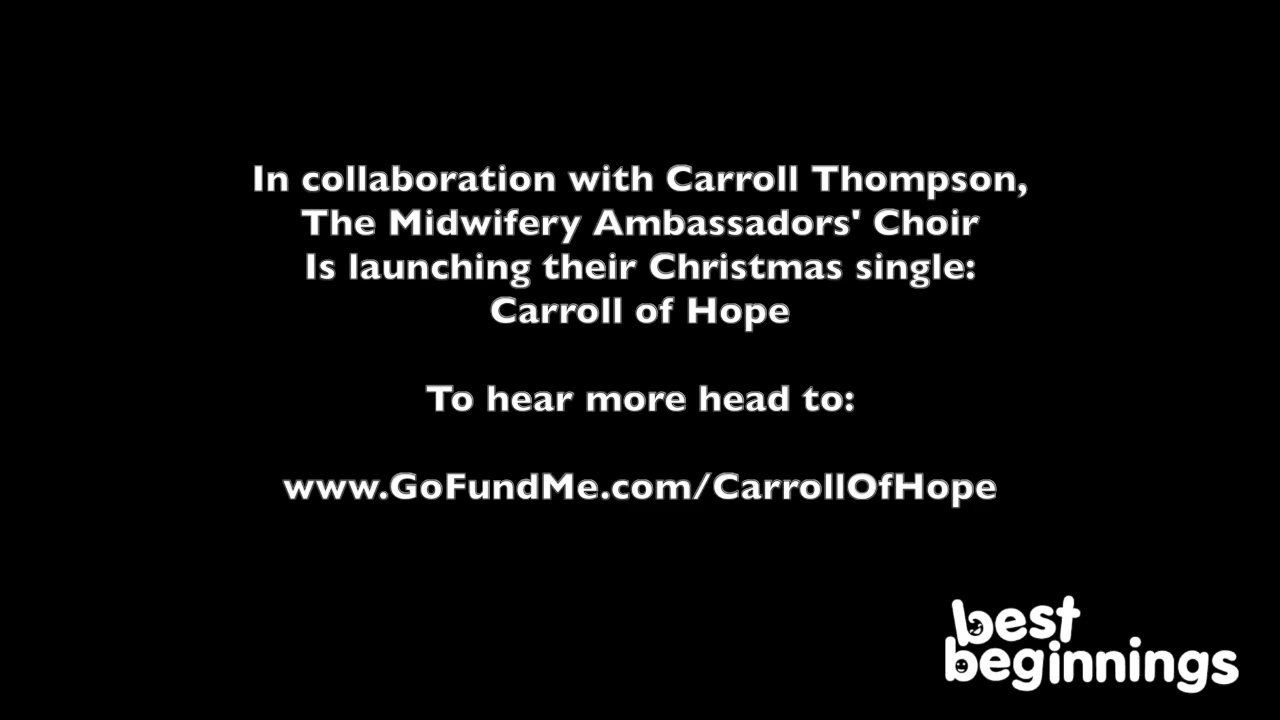 In collaboration with Carroll Thompson,
The Midwifery Ambassadors' Choir
Is launching their Christmas single:
Carroll of Hope
To hear more head to:
www.GoFundMe.com/CarrollOfHope
best
beginnings